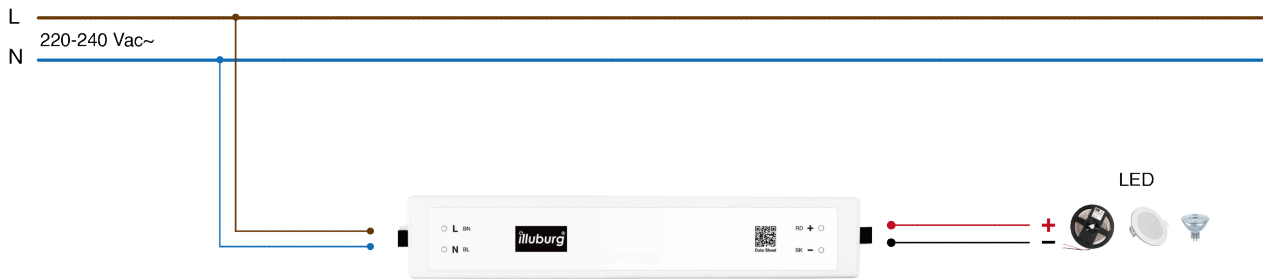 L
220-240 Vac~
N
LED
L BN
N BL
illuburg®
Data Sheet
RD + 
BK −
+
−